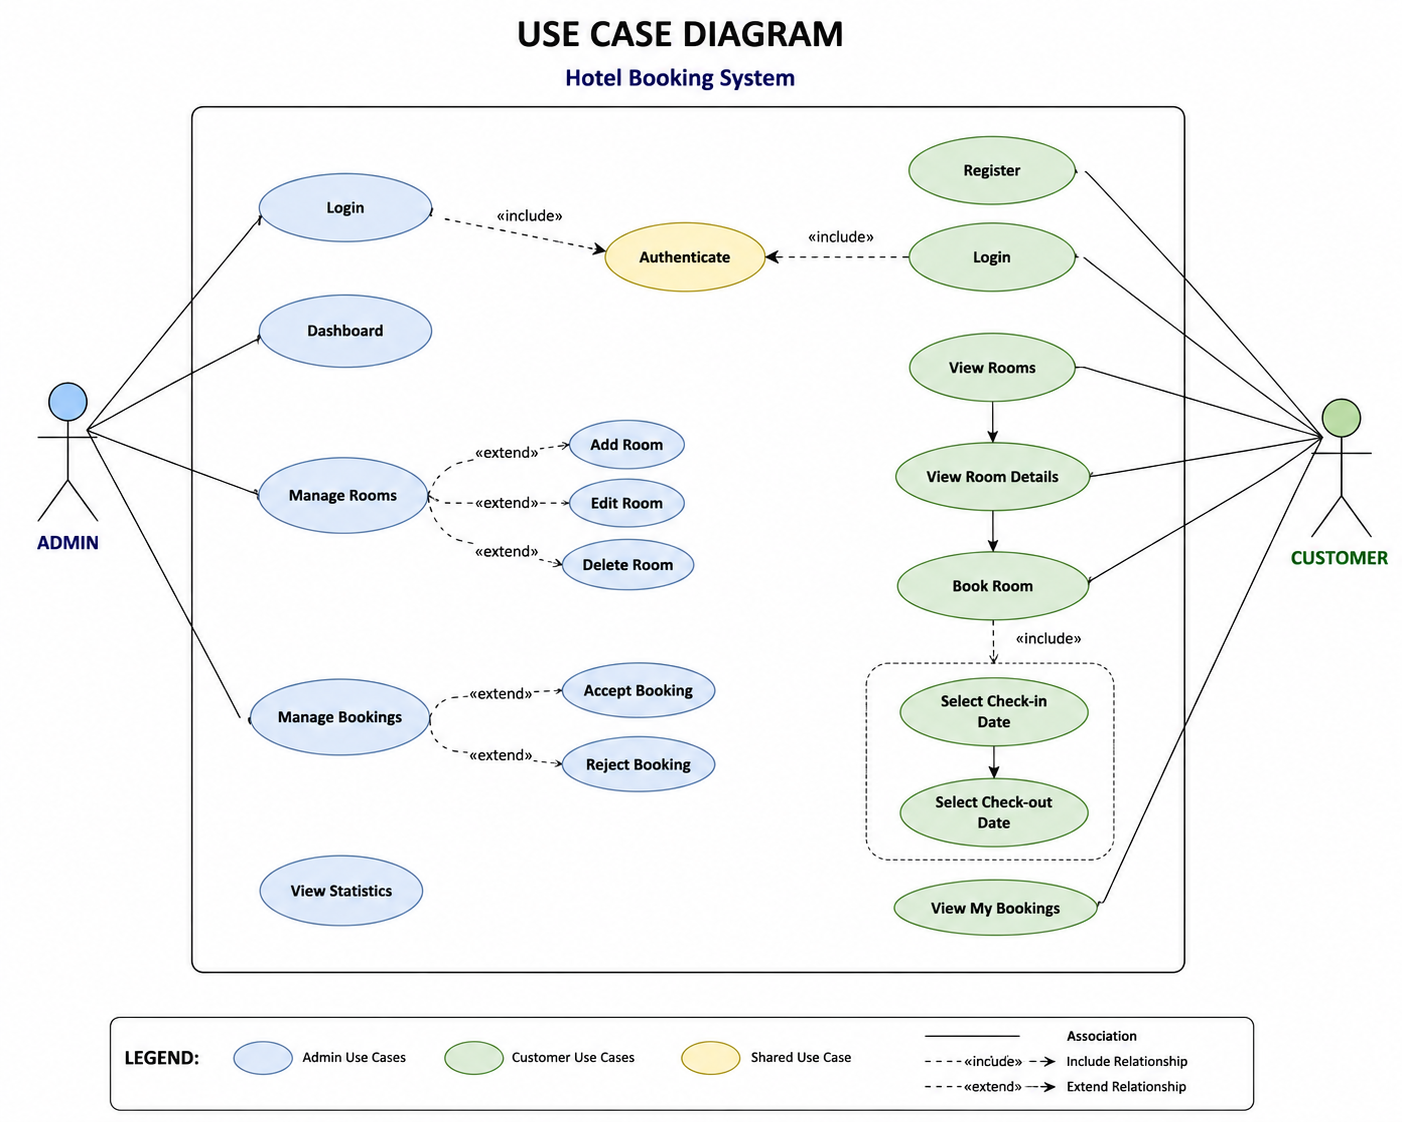 USE CASE DIAGRAM
Hotel Booking System
Register
Login
«include»
Authenticate
«include»
Login
Dashboard
View Rooms
ADMIN
Manage Rooms
«extend»
Add Room
«extend»
Edit Room
«extend»
Delete Room
View Room Details
Book Room
CUSTOMER
«include»
Manage Bookings
«extend»
Accept Booking
«extend»
Reject Booking
Select Check-in
Date
Select Check-out
Date
View Statistics
View My Bookings
LEGEND:
Admin Use Cases
Customer Use Cases
Shared Use Case
Association
«include»
Include Relationship
«extend»
Extend Relationship